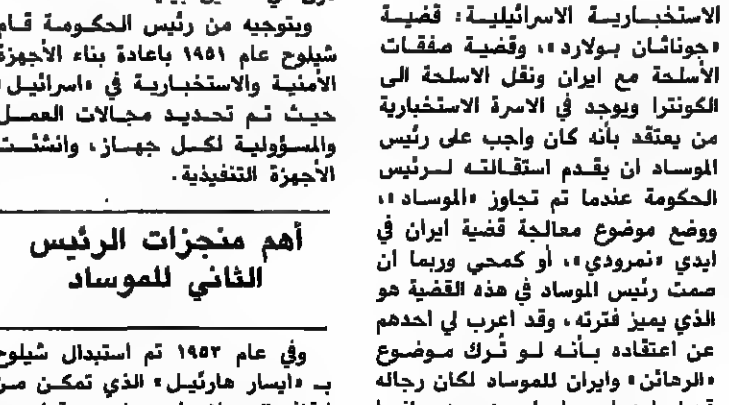 الاستخبارية الاسرائيلية: قضية
«جوناثان بولارد»، وقضية صفقات
الأسلحة مع ايران ونقل الاسلحة الى
الكونترا ويوجد في الاسرة الاستخبارية
من يعتقد بأنه كان واجب على رئيس
الموساد ان يقدم استقالته لرئيس
الحكومة عندما تم تجاوز «الموساد»،
ووضع موضوع معالجة قضية ايران في
ايدي «نمرودي»، أو كمحي وربما ان
صمت رئيس الموساد في هذه القضية هو
الذي يميز فترته، وقد اعرب لي احدهم
عن اعتقاده بأنه لو تُرك موضوع
«الرهائن» وايران للموساد لكان رجاله
وبتوجيه من رئيس الحكومة قام
شيلوح عام ١٩٥١ باعادة بناء الأجهزة
الأمنية والاستخبارية في «اسرائيل»
حيث تم تحديد مجالات العمل
والمسؤولية لكل جهاز، وانشئت
الأجهزة التنفيذية.
أهم منجزات الرئيس
الثاني للموساد
وفي عام ١٩٥٣ تم استبدال شيلوح
بـ «ايسار هارئيل» الذي تمكن من